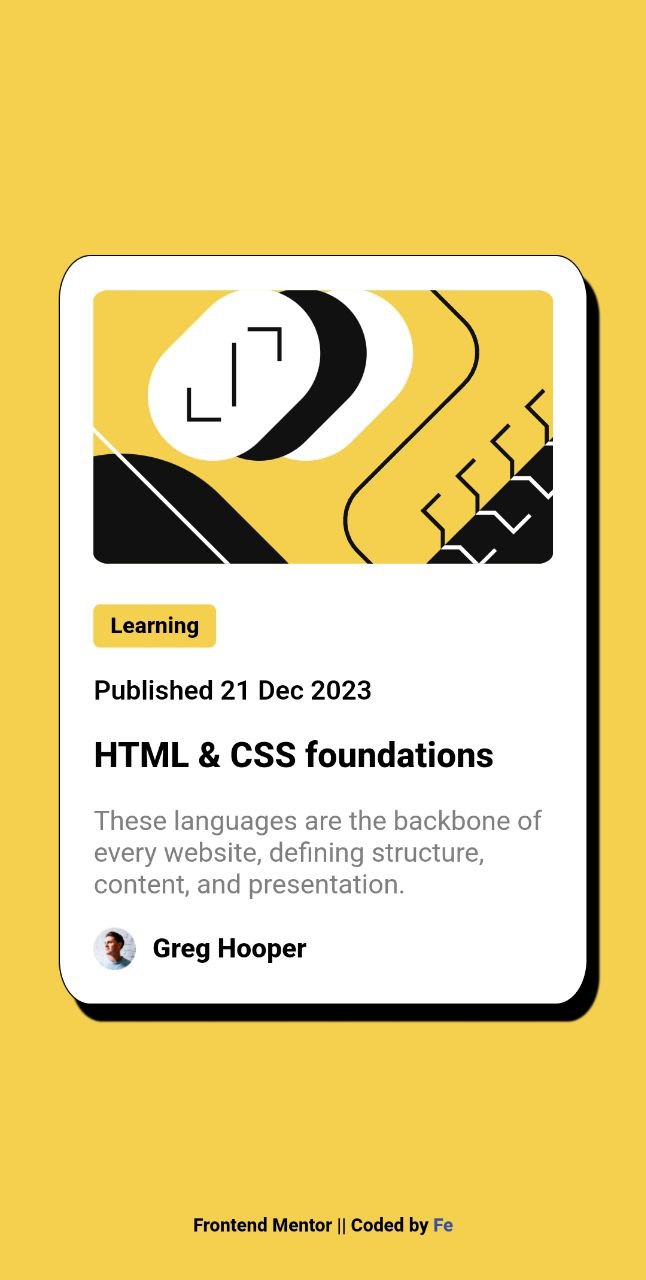 Learning
Published 21 Dec 2023
HTML & CSS foundations
These languages are the backbone of
every website, defining structure,
content, and presentation.
Greg Hooper
Frontend Mentor || Coded by Fe